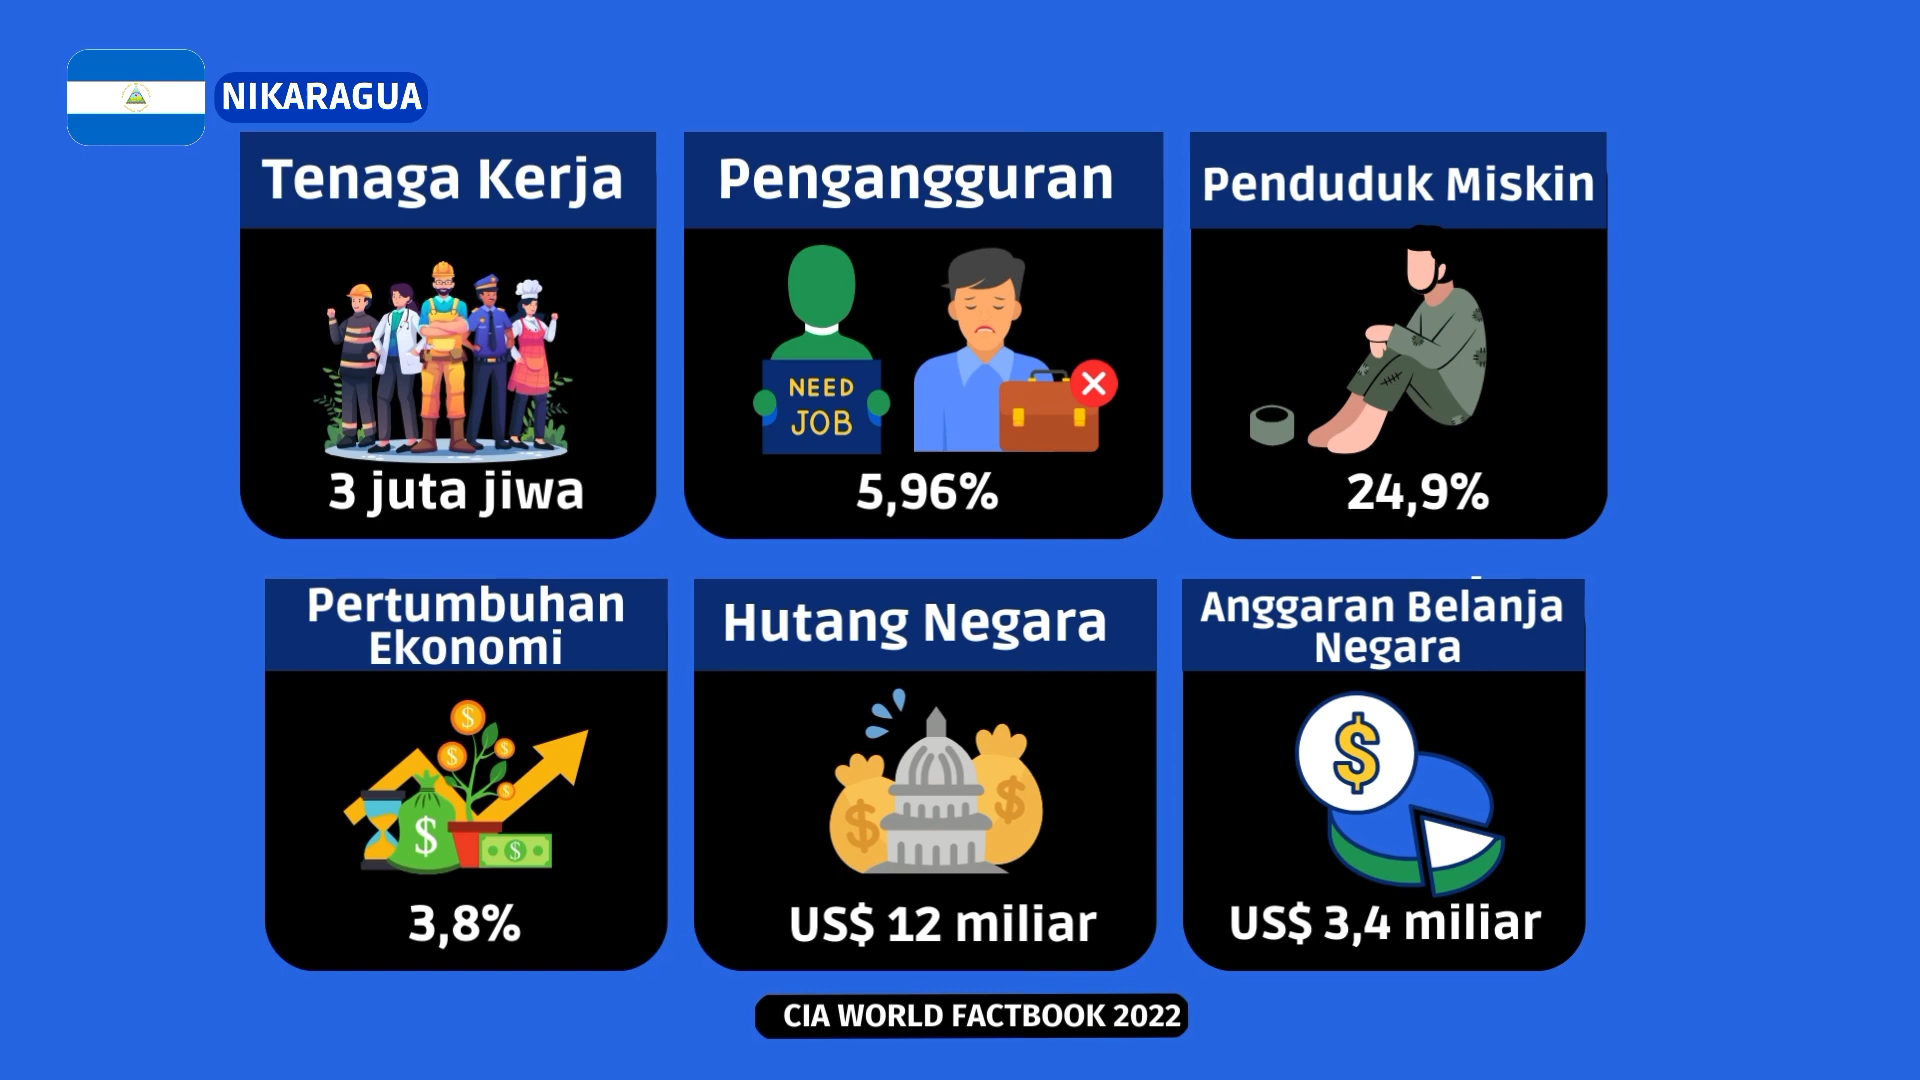 NIKARAGUA
Tenaga Kerja
Pengangguran
Penduduk Miskin
NEED
JOB
3 juta jiwa
5,96%
24,9%
Pertumbuhan
Ekonomi
Hutang Negara
Anggaran Belanja
Negara
$
$
$
$
$
$
$
$
$
3,8%
US$ 12 miliar
US$ 3,4 miliar
CIA WORLD FACTBOOK 2022